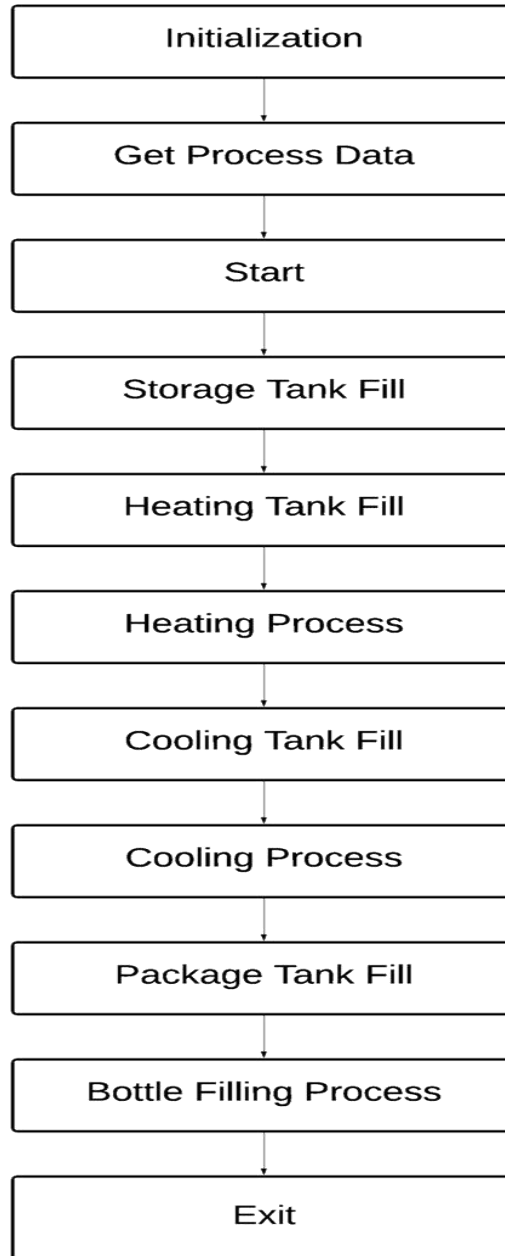 Initialization
Get Process Data
Start
Storage Tank Fill
Heating Tank Fill
Heating Process
Cooling Tank Fill
Cooling Process
Package Tank Fill
Bottle Filling Process
Exit